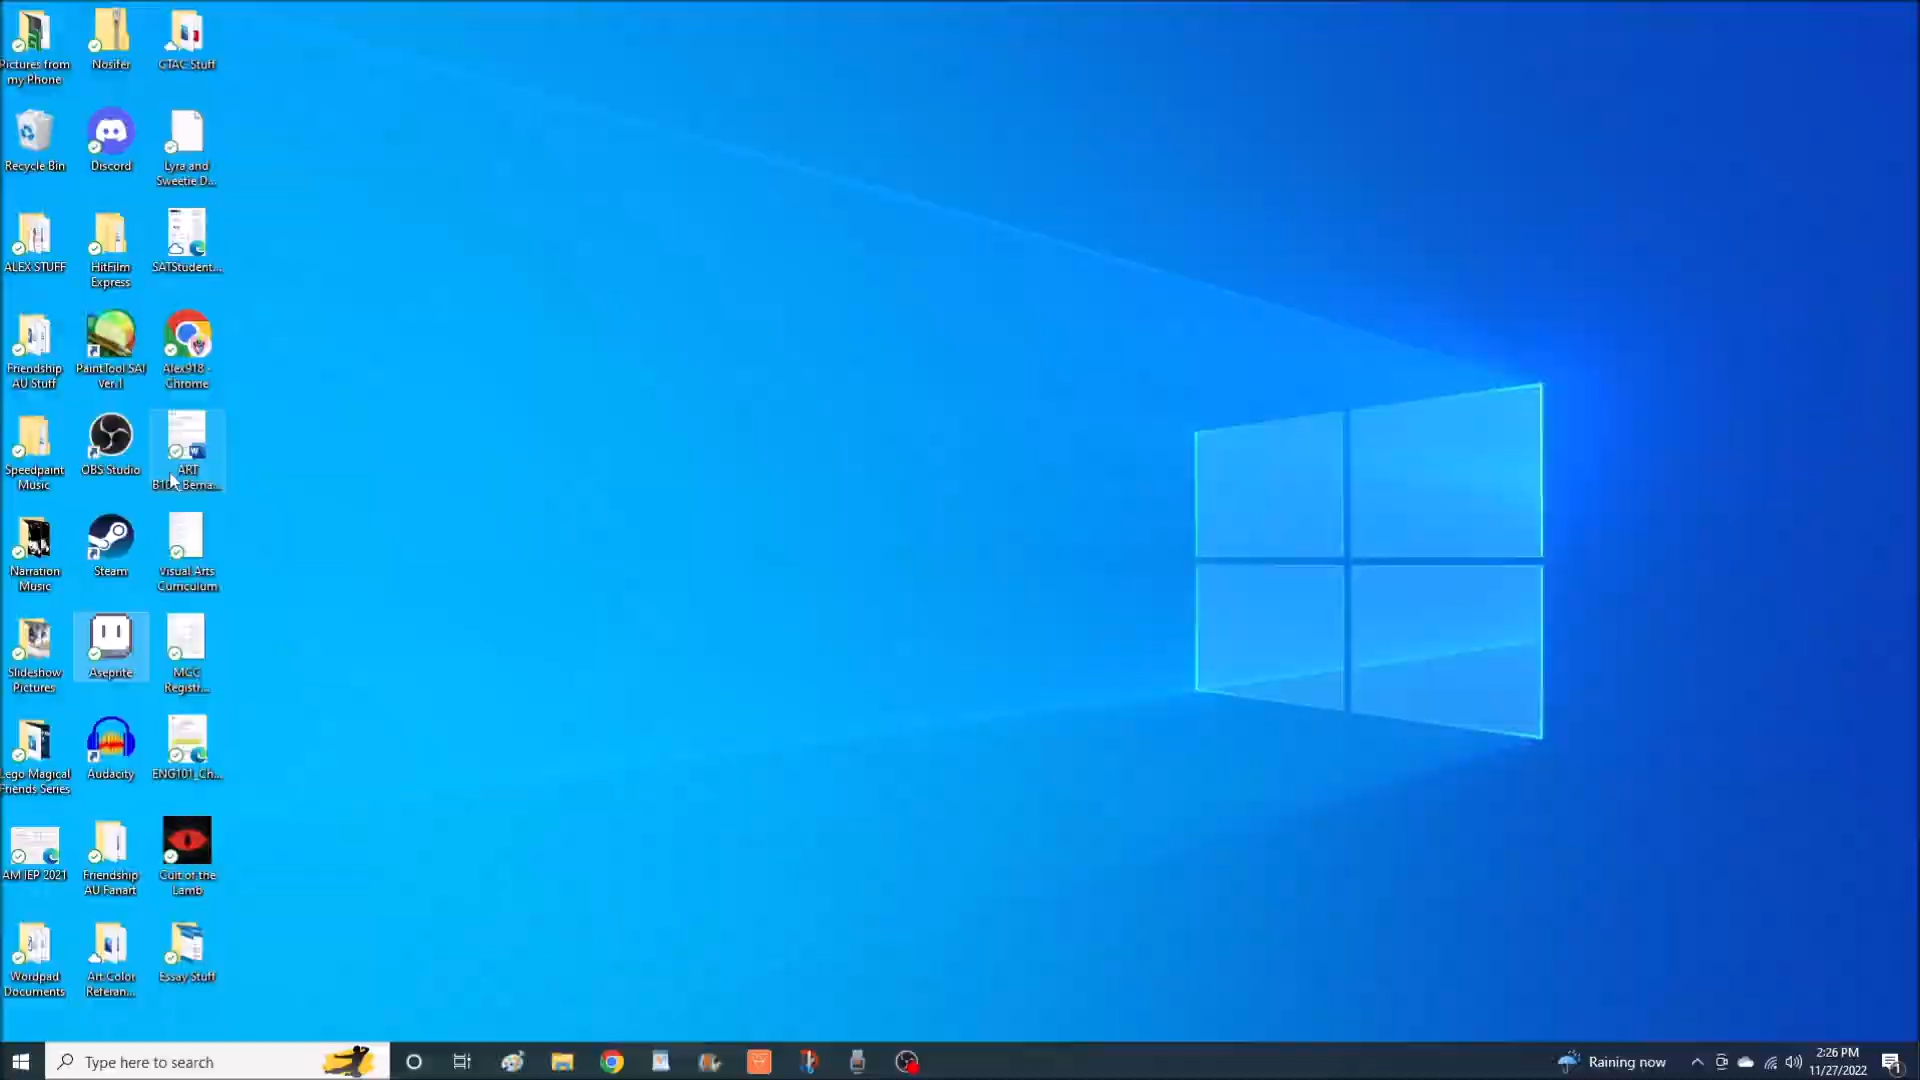 Pictures from
my Phone
Nosifer
GTAC Stuff
Recycle Bin
Discord
Lyra and
Sweetie D...
ALEX STUFF
HitFilm
Express
SATStudent...
Friendship
AU Stuff
PaintTool SAI
Ver.1
Alex918 -
Chrome
Speedpaint
Music
OBS Studio
ART
Berna...
Narration
Music
Steam
Visual Arts
Curriculum
Slideshow
Pictures
Aseprite
MCC
Registr...
Lego Magical
Friends Series
Audacity
ENG101_Ch...
AM IEP 2021
Friendship
AU Fanart
Cult of the
Lamb
Wordpad
Documents
Art Color
Referan...
Essay Stuff
Type here to search
Raining now
2:26 PM
11/27/2022
1